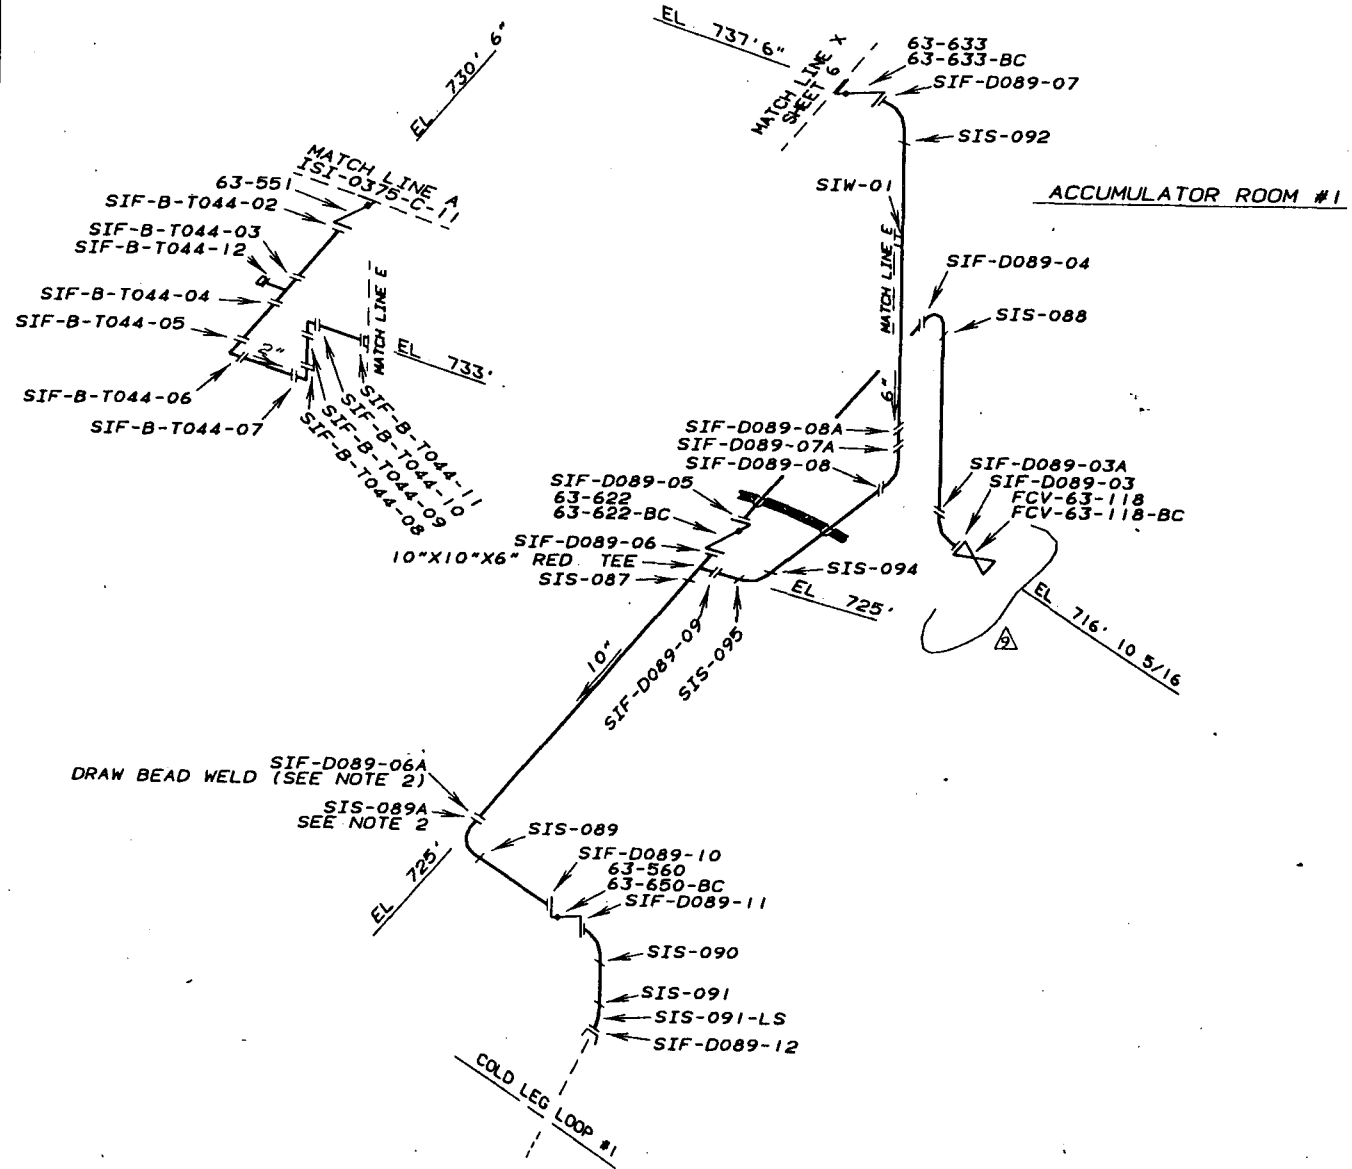 EL 737'6"
MATCH LINE X
SHEET 6
63-633
63-633-BC
SIF-D089-07
SIS-092
SIW-01
ACCUMULATOR ROOM #1
EL 730' 6"
MATCH LINE A
ISI-0375-C-11
63-551
SIF-B-T044-02
SIF-B-T044-03
SIF-B-T044-12
SIF-B-T044-04
SIF-B-T044-05
2"
SIF-B-T044-06
SIF-B-T044-07
MATCH LINE E
EL 733'
SIF-B-T044-11
SIF-B-T044-10
SIF-B-T044-09
SIF-B-T044-08
MATCH LINE E
6"
SIF-D089-04
SIS-088
SIF-D089-08A
SIF-D089-07A
SIF-D089-08
SIF-D089-05
63-622
63-622-BC
SIF-D089-06
10"X10"X6" RED. TEE
SIS-087
SIF-D089-03A
SIF-D089-03
FCV-63-118
FCV-63-118-BC
SIS-094
EL 725'
EL 716' 10 5/16
9
SIF-D089-09
SIS-095
10"
SIF-D089-06A
DRAW BEAD WELD (SEE NOTE 2)
SIS-089A
SEE NOTE 2
SIS-089
EL 725'
SIF-D089-10
63-560
63-650-BC
SIF-D089-11
SIS-090
SIS-091
SIS-091-LS
SIF-D089-12
COLD LEG LOOP #1